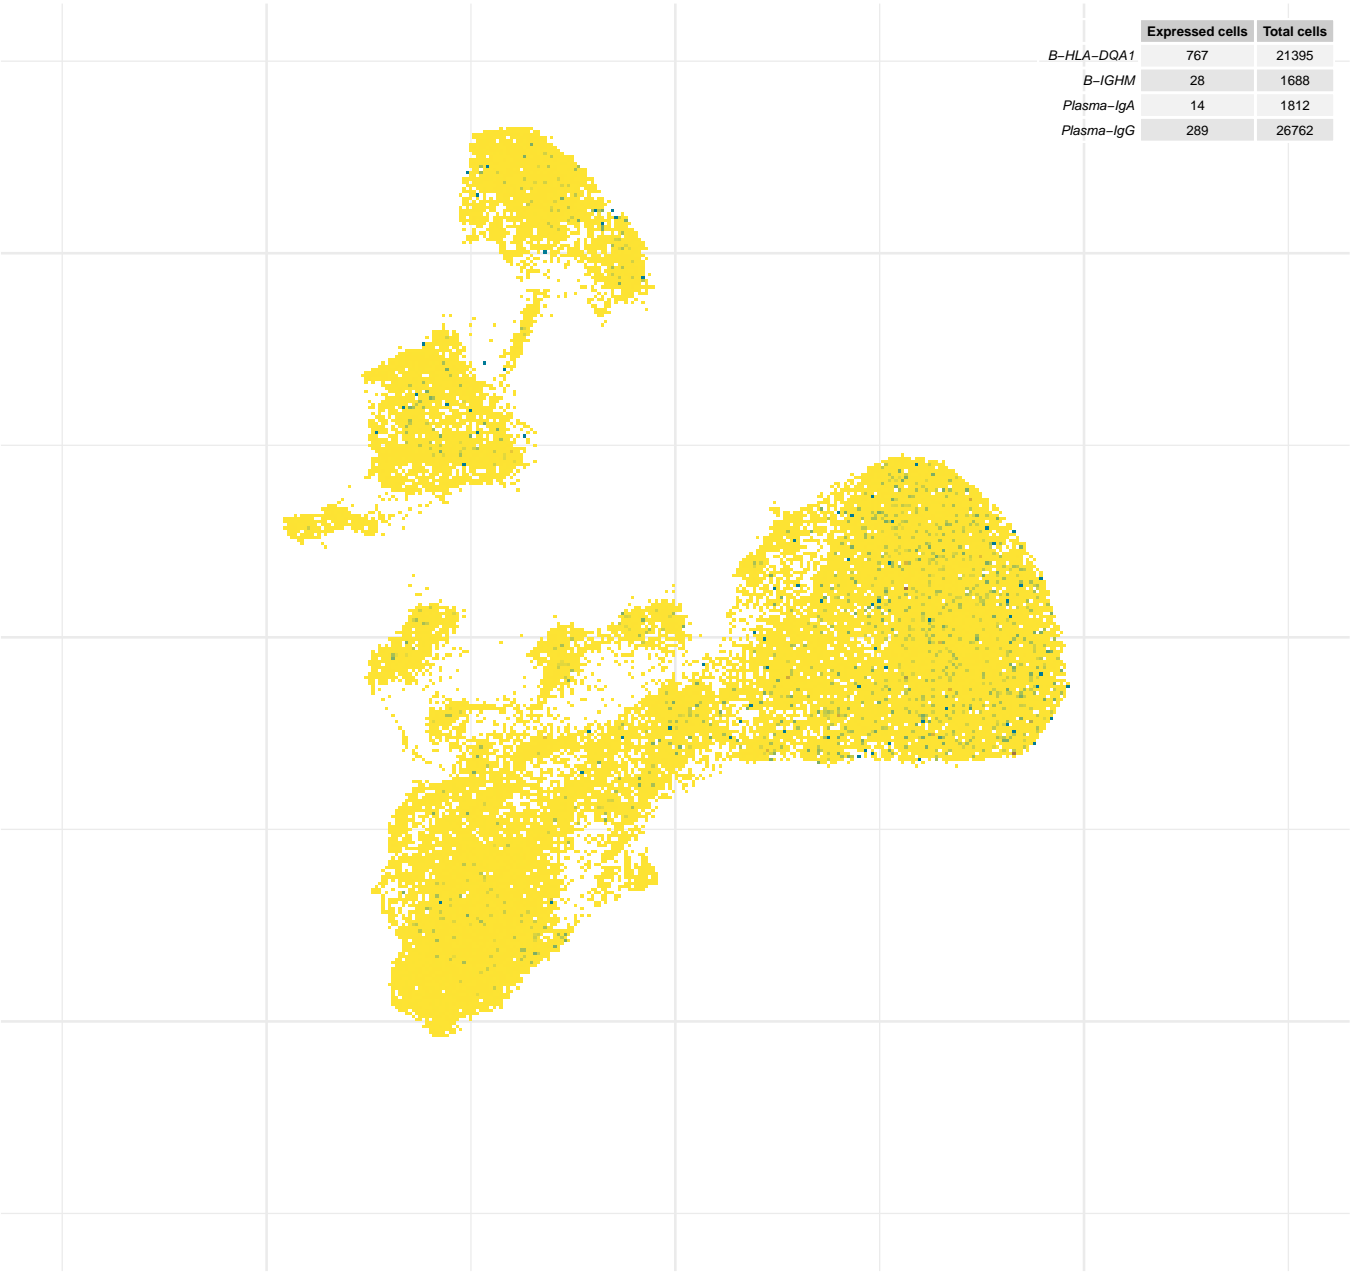 Expressed cells Total cells
B−HLA−DQA1 767 21395
B−IGHM 28 1688
Plasma−IgA 14 1812
Plasma−IgG 289 26762